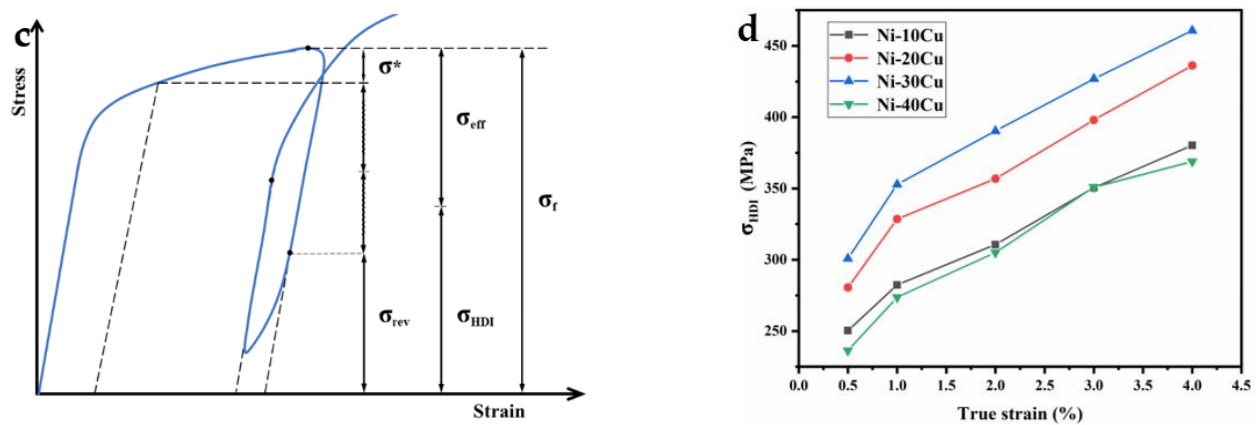 c
Stress
σ*
σeff
σf
σrev
σHDI
Strain
d
Ni-10Cu
Ni-20Cu
Ni-30Cu
Ni-40Cu
σHDI (MPa)
450
400
350
300
250
0.0 0.5 1.0 1.5 2.0 2.5 3.0 3.5 4.0 4.5
True strain (%)